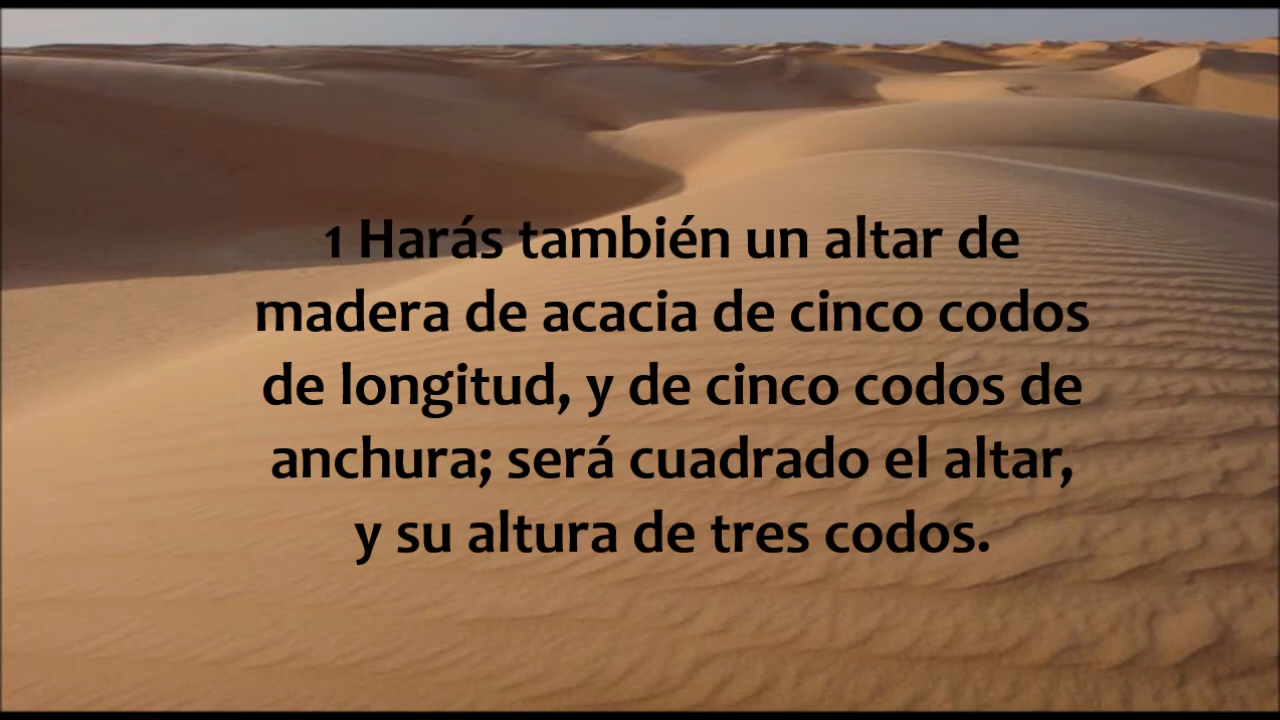 1 Harás también un altar de
madera de acacia de cinco codos
de longitud, y de cinco codos de
anchura; será cuadrado el altar,
y su altura de tres codos.